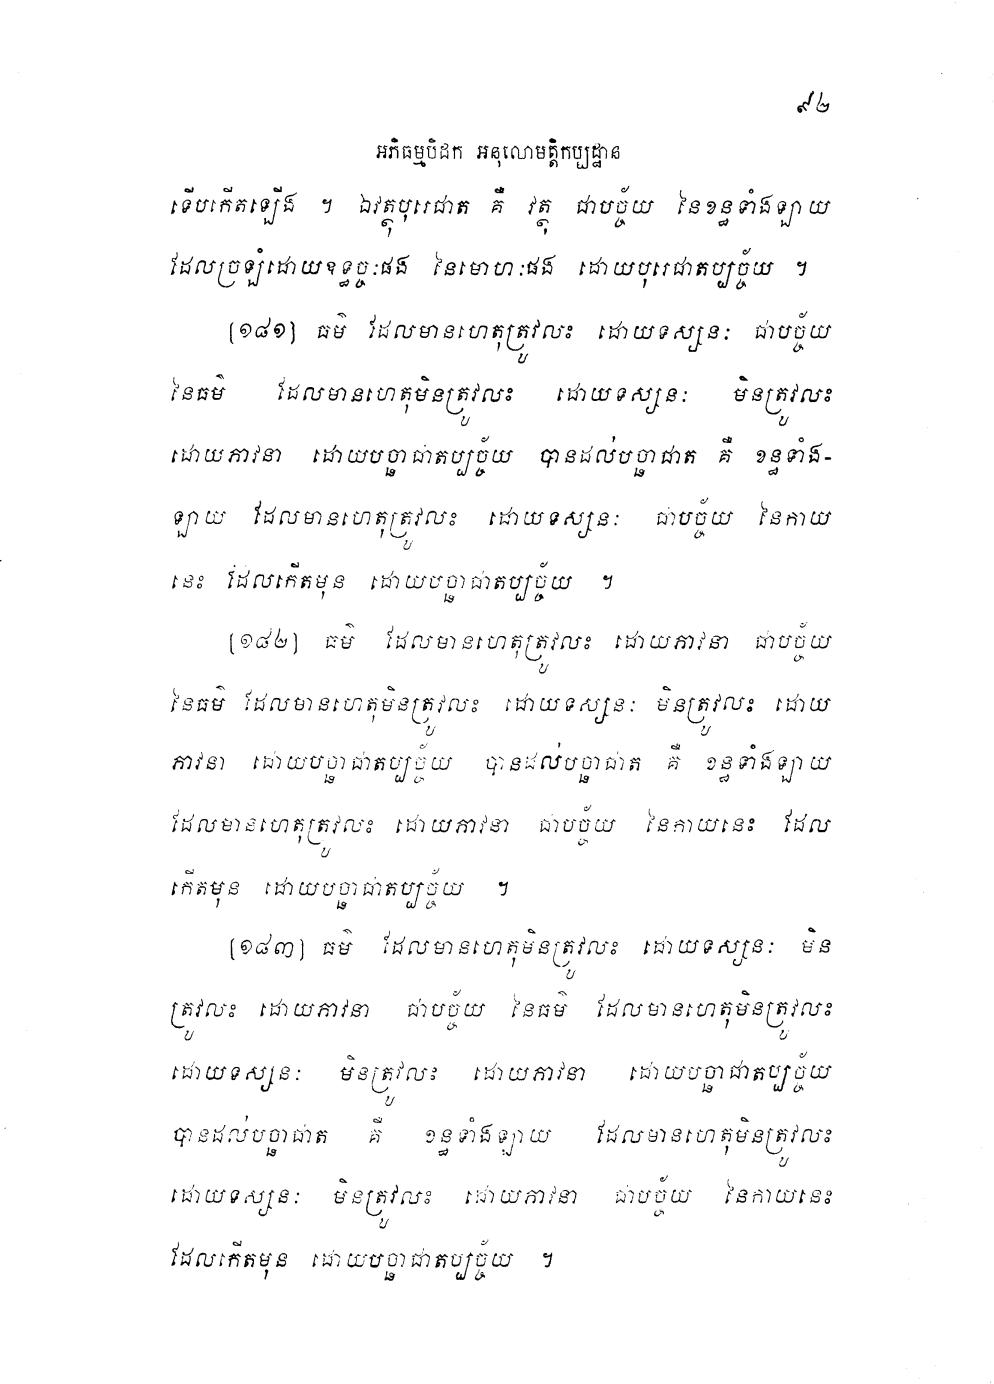 ៩២
អភិធម្មបិដក អនុលោមត្តិកប្បដ្ឋាន
ទើបកើតឡើង ។ ឯវត្ថុបុរេជាត គឺ វត្ថុ ជាបច្ច័យ នៃខន្ធទាំងឡាយ
ដែលច្រឡំដោយឧទ្ធច្ចៈផង នៃមោហៈផង ដោយបុរេជាតប្បច្ច័យ ។
[១៨១] ធម៌ ដែលមានហេតុត្រូវលះ ដោយទស្សនៈ ជាបច្ច័យ
នៃធម៌ ដែលមានហេតុមិនត្រូវលះ ដោយទស្សនៈ មិនត្រូវលះ
ដោយភាវនា ដោយបច្ឆាជាតប្បច្ច័យ បានដល់បច្ឆាជាត គឺ ខន្ធទាំង-
ឡាយ ដែលមានហេតុត្រូវលះ ដោយទស្សនៈ ជាបច្ច័យ នៃកាយ
នេះ ដែលកើតមុន ដោយបច្ឆាជាតប្បច្ច័យ ។
[១៨២] ធម៌ ដែលមានហេតុត្រូវលះ ដោយភាវនា ជាបច្ច័យ
នៃធម៌ ដែលមានហេតុមិនត្រូវលះ ដោយទស្សនៈ មិនត្រូវលះ ដោយ
ភាវនា ដោយបច្ឆាជាតប្បច្ច័យ បានដល់បច្ឆាជាត គឺ ខន្ធទាំងឡាយ
ដែលមានហេតុត្រូវលះ ដោយភាវនា ជាបច្ច័យ នៃកាយនេះ ដែល
កើតមុន ដោយបច្ឆាជាតប្បច្ច័យ ។
[១៨៣] ធម៌ ដែលមានហេតុមិនត្រូវលះ ដោយទស្សនៈ មិន
ត្រូវលះ ដោយភាវនា ជាបច្ច័យ នៃធម៌ ដែលមានហេតុមិនត្រូវលះ
ដោយទស្សនៈ មិនត្រូវលះ ដោយភាវនា ដោយបច្ឆាជាតប្បច្ច័យ
បានដល់បច្ឆាជាត គឺ ខន្ធទាំងឡាយ ដែលមានហេតុមិនត្រូវលះ
ដោយទស្សនៈ មិនត្រូវលះ ដោយភាវនា ជាបច្ច័យ នៃកាយនេះ
ដែលកើតមុន ដោយបច្ឆាជាតប្បច្ច័យ ។